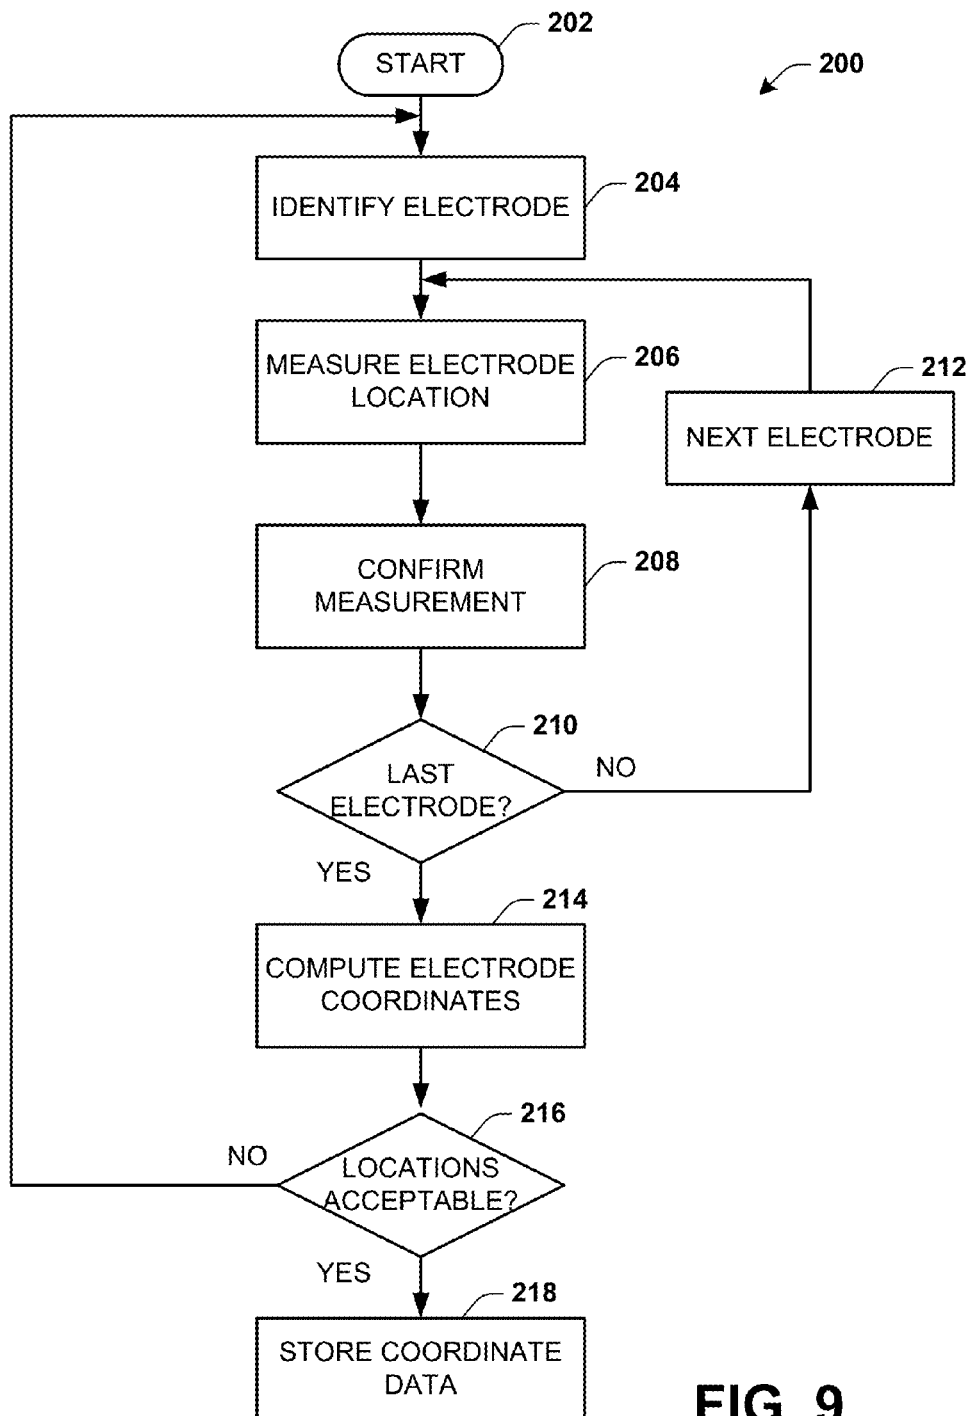 202
START
200
IDENTIFY ELECTRODE
204
MEASURE ELECTRODE
LOCATION
206
212
NEXT ELECTRODE
CONFIRM
MEASUREMENT
208
210
LAST
ELECTRODE?
NO
YES
214
COMPUTE ELECTRODE
COORDINATES
216
NO
LOCATIONS
ACCEPTABLE?
YES
218
STORE COORDINATE
DATA
FIG. 9